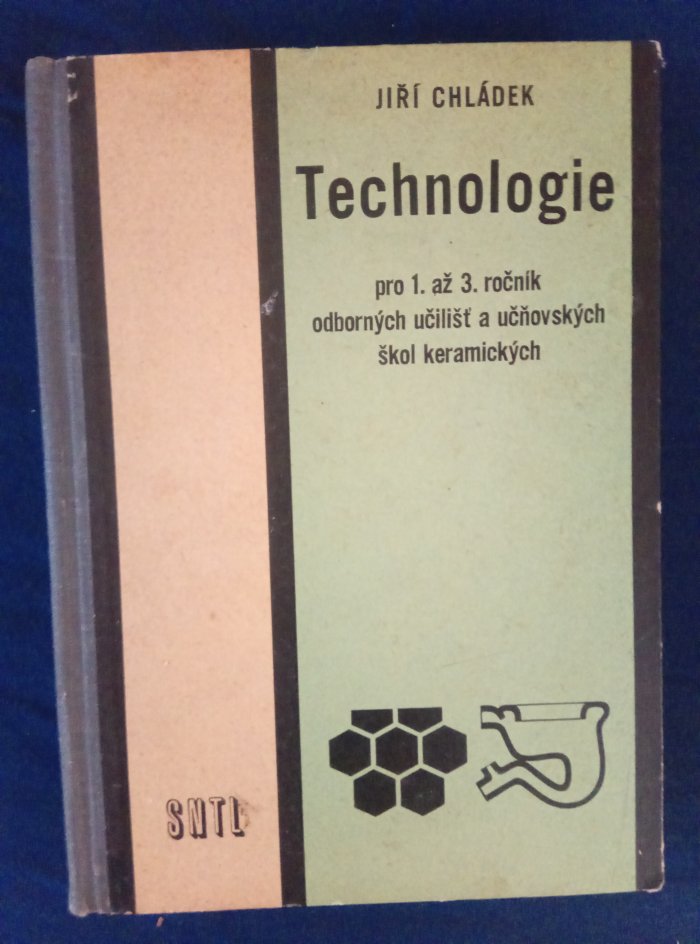 JIŘÍ CHLÁDEK
Technologie
pro 1. až 3. ročník
odborných učilišť a učňovských
škol keramických
SNTL